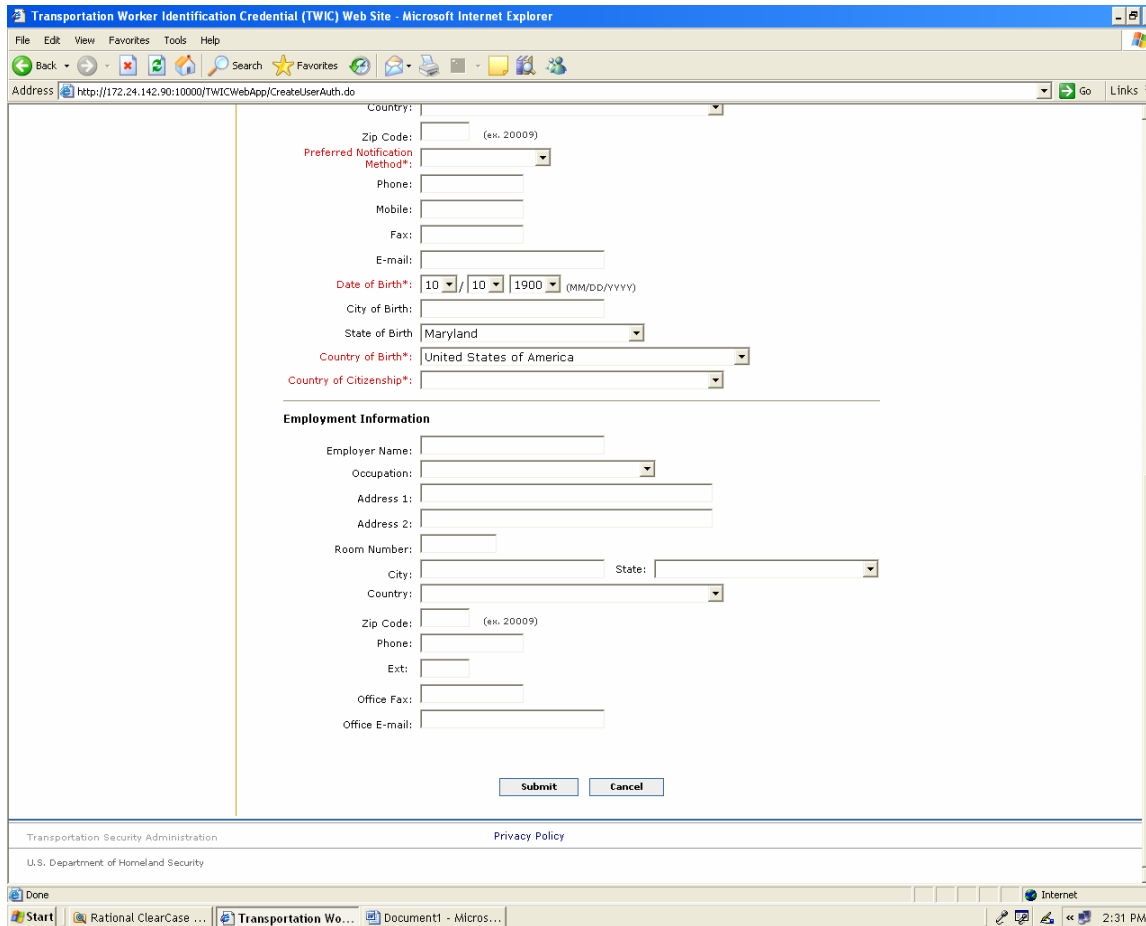 Transportation Worker Identification Credential (TWIC) Web Site - Microsoft Internet Explorer
File Edit View Favorites Tools Help
Back Search Favorites
Address http://172.24.142.90:10000/TWICWebApp/CreateUserAuth.do Go Links
Country:
Zip Code: (ex. 20009)
Preferred Notification
Method*:
Phone:
Mobile:
Fax:
E-mail:
Date of Birth*: 10 / 10 1900 (MM/DD/YYYY)
City of Birth:
State of Birth Maryland
Country of Birth*: United States of America
Country of Citizenship*:
Employment Information
Employer Name:
Occupation:
Address 1:
Address 2:
Room Number:
City: State:
Country:
Zip Code: (ex. 20009)
Phone:
Ext:
Office Fax:
Office E-mail:
Submit Cancel
Transportation Security Administration Privacy Policy
U.S. Department of Homeland Security
Done Internet
Start Rational ClearCase ... Transportation Wo... Document1 - Micros... « 2:31 PM